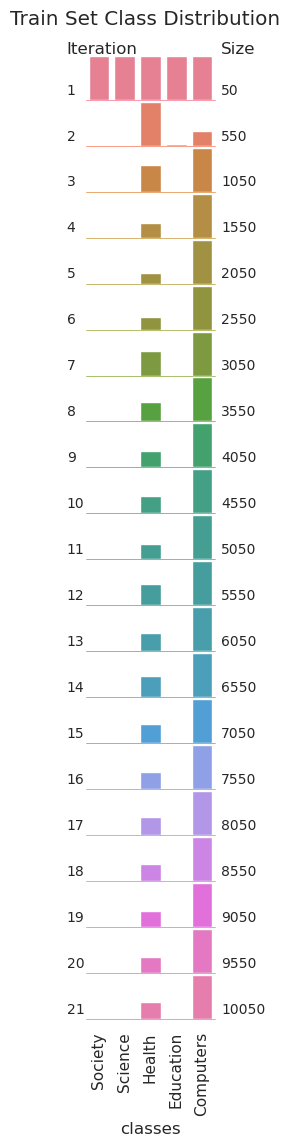 Train Set Class Distribution
Iteration Size
1 50
2 550
3 1050
4 1550
5 2050
6 2550
7 3050
8 3550
9 4050
10 4550
11 5050
12 5550
13 6050
14 6550
15 7050
16 7550
17 8050
18 8550
19 9050
20 9550
21 10050
Society
Science
Health
Education
Computers
classes